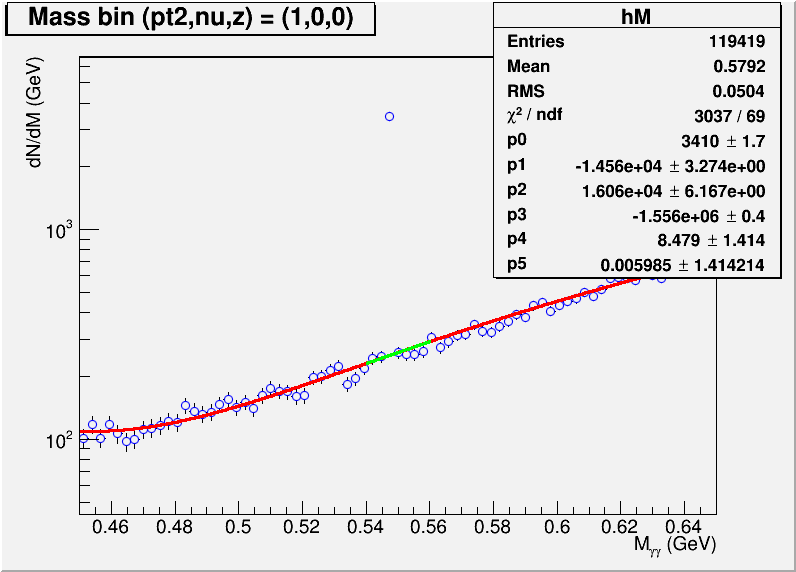 Mass bin (pt2,nu,z) = (1,0,0)
hM
Entries 119419
Mean 0.5792
RMS 0.0504
χ² / ndf 3037 / 69
p0 3410 ± 1.7
p1 -1.456e+04 ± 3.274e+00
p2 1.606e+04 ± 6.167e+00
p3 -1.556e+06 ± 0.4
p4 8.479 ± 1.414
p5 0.005985 ± 1.414214
dN/dM (GeV)
10³
10²
0.46 0.48 0.5 0.52 0.54 0.56 0.58 0.6 0.62 0.64
Mγγ (GeV)